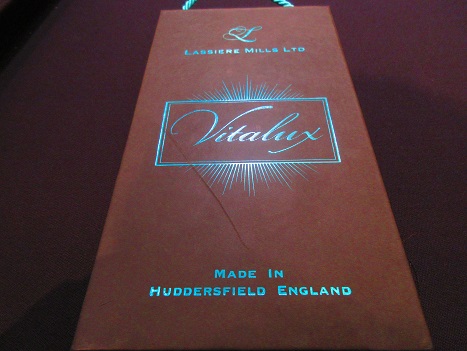 L
LASSIERE MILLS LTD
Vitalux
MADE IN
HUDDERSFIELD ENGLAND